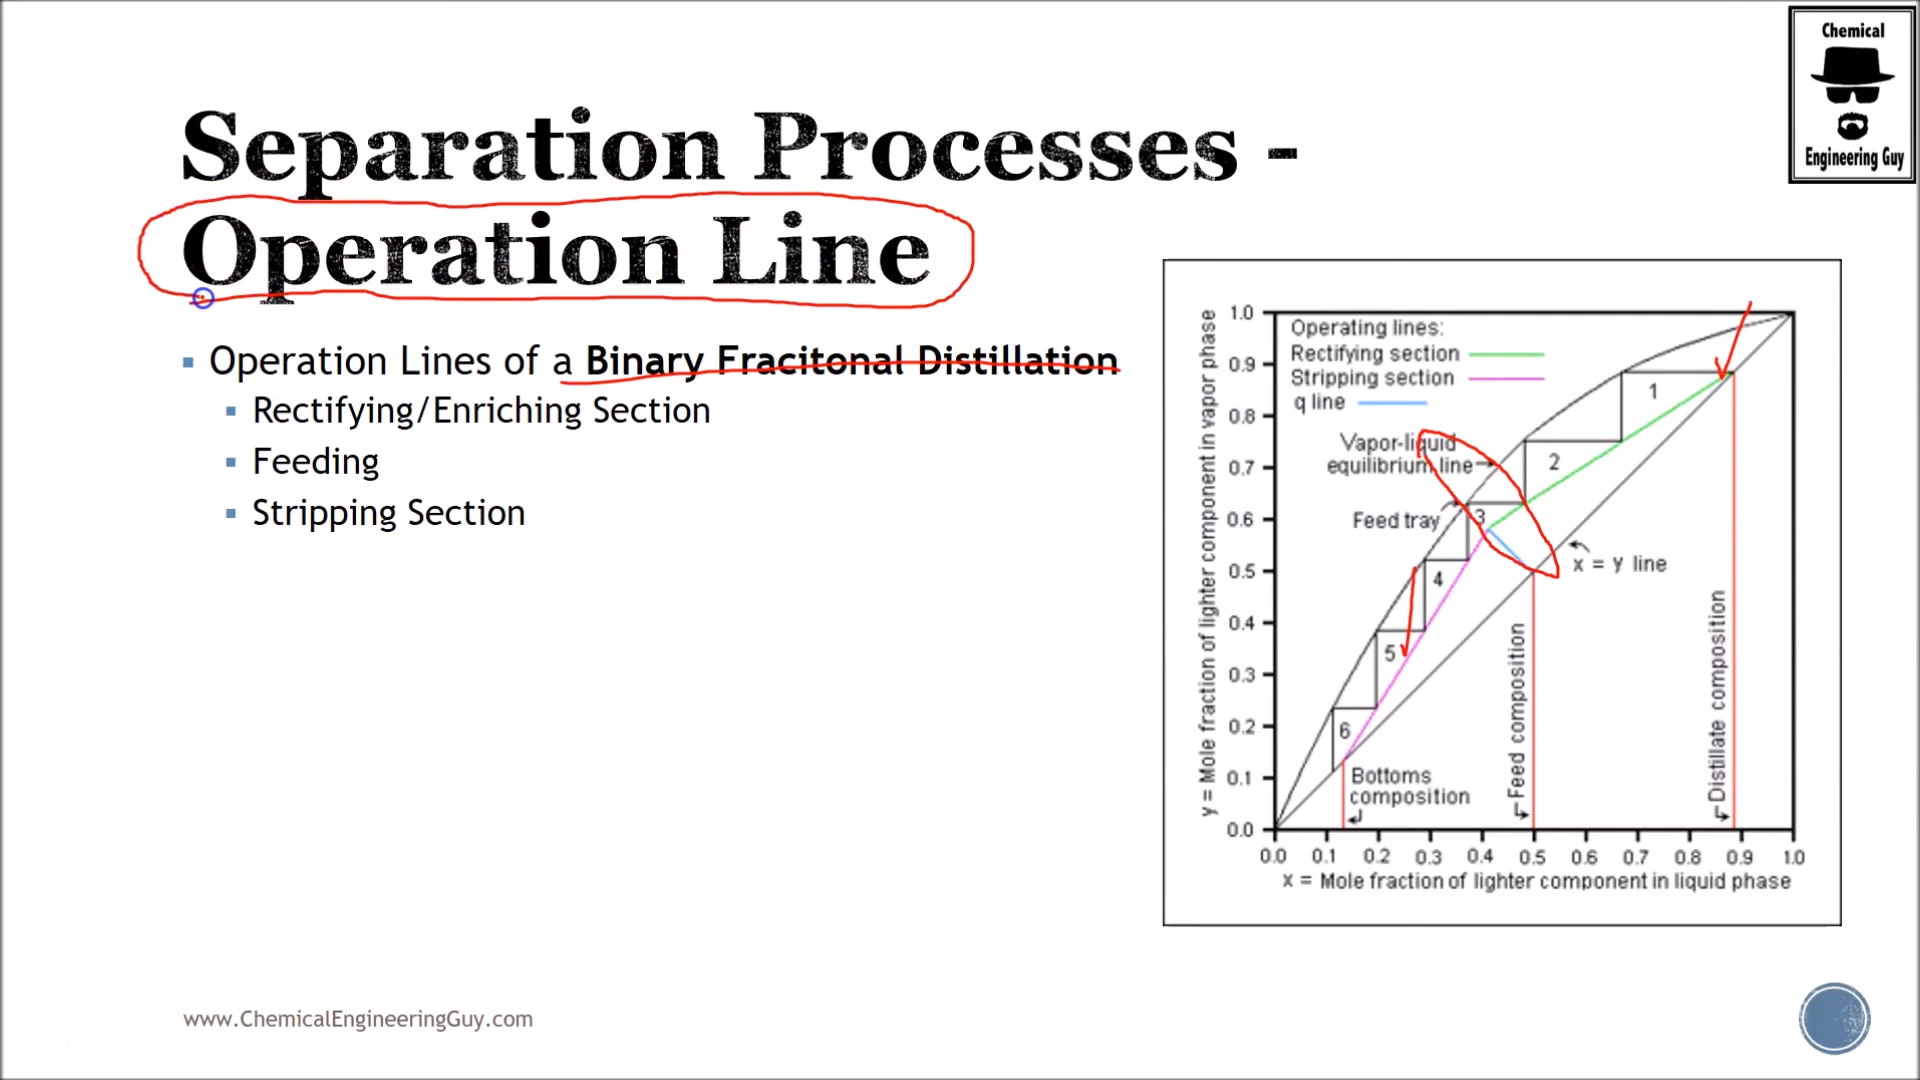 Chemical
Engineering Guy
Separation Processes -
Operation Line
Operation Lines of a Binary Fracitonal Distillation
Rectifying/Enriching Section
Feeding
Stripping Section
Operating lines:
Rectifying section
Stripping section
q line
Vapor-liquid
equilibrium line
Feed tray
x = y line
1
2
3
4
5
6
Bottoms
composition
Feed composition
Distillate composition
y = Mole fraction of lighter component in vapor phase
1.0
0.9
0.8
0.7
0.6
0.5
0.4
0.3
0.2
0.1
0.0
0.0 0.1 0.2 0.3 0.4 0.5 0.6 0.7 0.8 0.9 1.0
x = Mole fraction of lighter component in liquid phase
www.ChemicalEngineeringGuy.com